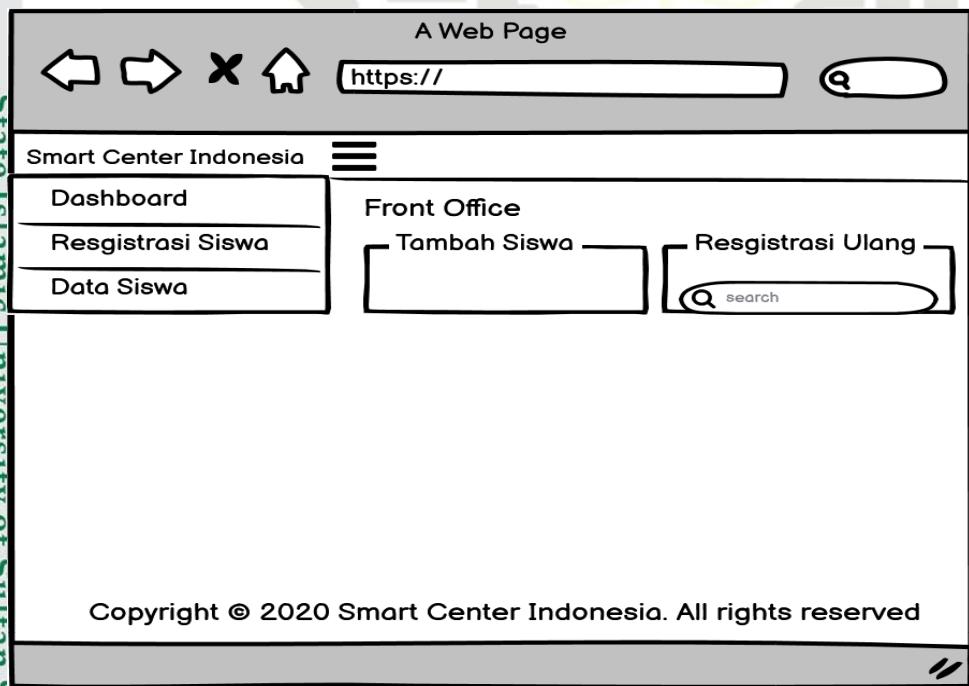 A Web Page
https://
Smart Center Indonesia
Dashboard
Resgistrasi Siswa
Data Siswa
Front Office
Tambah Siswa
Resgistrasi Ulang
search
Copyright © 2020 Smart Center Indonesia. All rights reserved